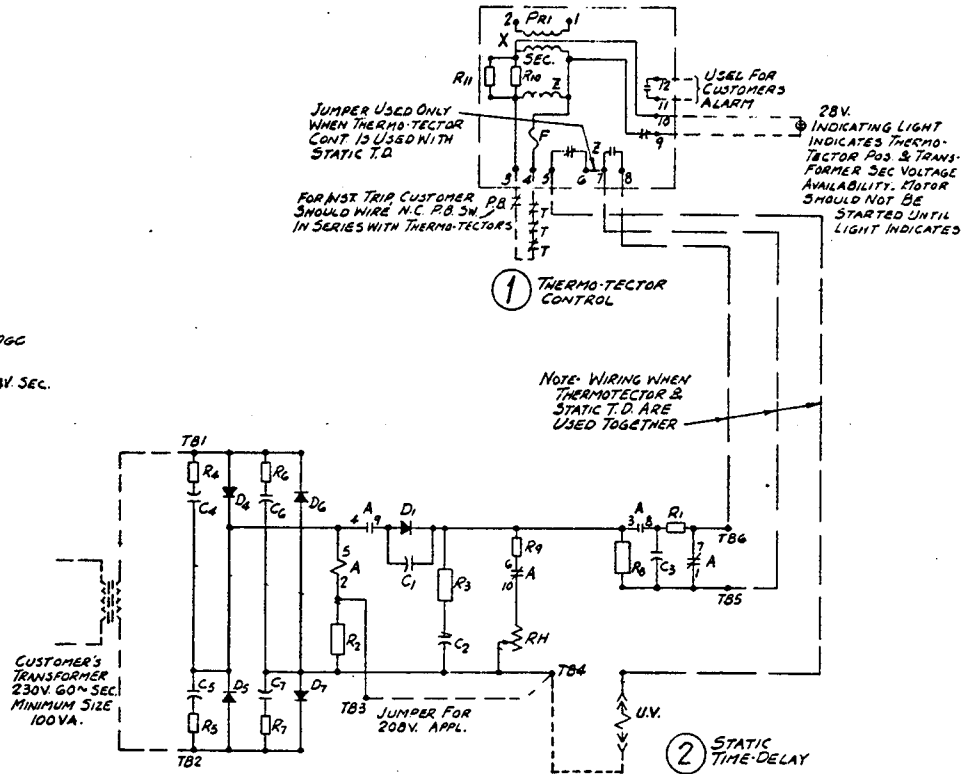 2 PRI 1
X
SEC.
R11
R10
Z
F
3 4 5 6 7 8
Z
12
11
10
9
USEL FOR
CUSTOMERS
ALARM
JUMPER USED ONLY
WHEN THERMO-TECTOR
CONT. IS USED WITH
STATIC T.D.
28V.
INDICATING LIGHT
INDICATES THERMO-
TECTOR POS. & TRANS-
FORMER SEC VOLTAGE
AVAILABILITY. MOTOR
SHOULD NOT BE
STARTED UNTIL
LIGHT INDICATES
FOR INST TRIP, CUSTOMER
SHOULD WIRE N.C. P.B. SW.
IN SERIES WITH THERMO-TECTORS
P.B.
T
T
T
1 THERMO-TECTOR
CONTROL
V. SEC.
NOTE- WIRING WHEN
THERMOTECTOR &
STATIC T.D. ARE
USED TOGETHER
TB1
R4
C4
D4
R6
C6
D6
4 A 9
D1
C1
5
A
2
R2
R3
C2
R9
6
A
10
RH
3 A 8
R1
R8
C3
7
A
1
TB6
TB5
CUSTOMER'S
TRANSFORMER
230V. 60~ SEC.
MINIMUM SIZE
100VA.
C5
R5
D5
C7
R7
D7
TB2
TB3
JUMPER FOR
208V. APPL.
TB4
U.V.
2 STATIC
TIME-DELAY